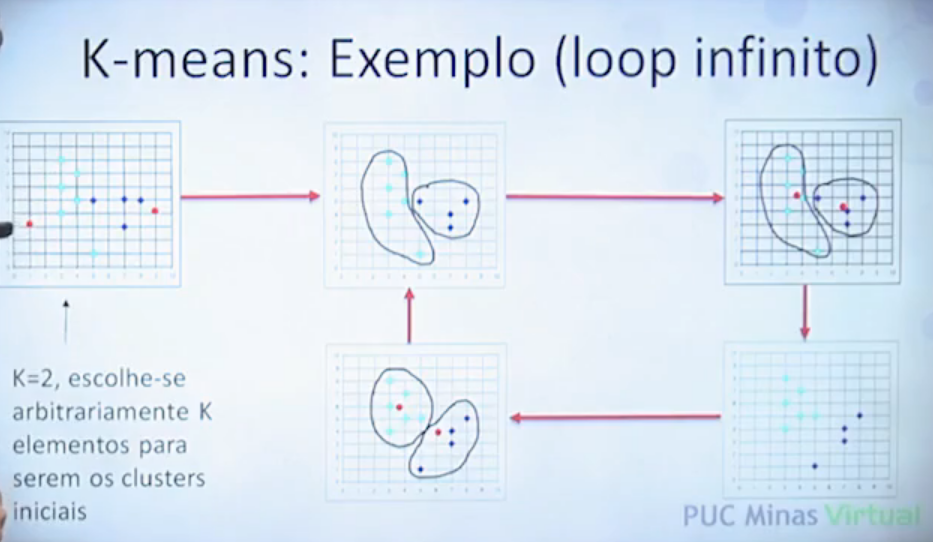 K-means: Exemplo (loop infinito)
K=2, escolhe-se
arbitrariamente K
elementos para
serem os clusters
iniciais
PUC Minas Virtual